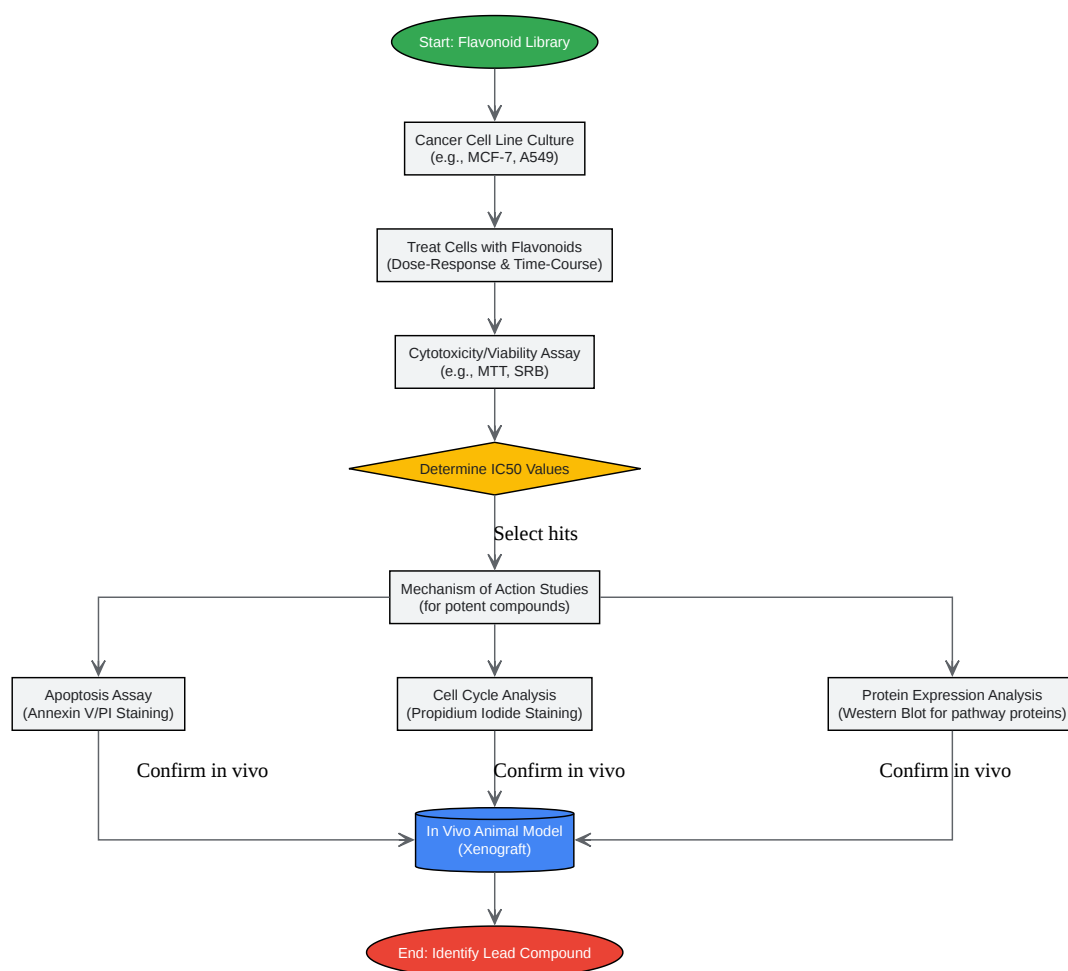 Start: Flavonoid Library
Cancer Cell Line Culture
(e.g., MCF-7, A549)
Treat Cells with Flavonoids
(Dose-Response & Time-Course)
Cytotoxicity/Viability Assay
(e.g., MTT, SRB)
Determine IC50 Values
Select hits
Mechanism of Action Studies
(for potent compounds)
Apoptosis Assay
(Annexin V/PI Staining)
Cell Cycle Analysis
(Propidium Iodide Staining)
Protein Expression Analysis
(Western Blot for pathway proteins)
Confirm in vivo
Confirm in vivo
Confirm in vivo
In Vivo Animal Model
(Xenograft)
End: Identify Lead Compound